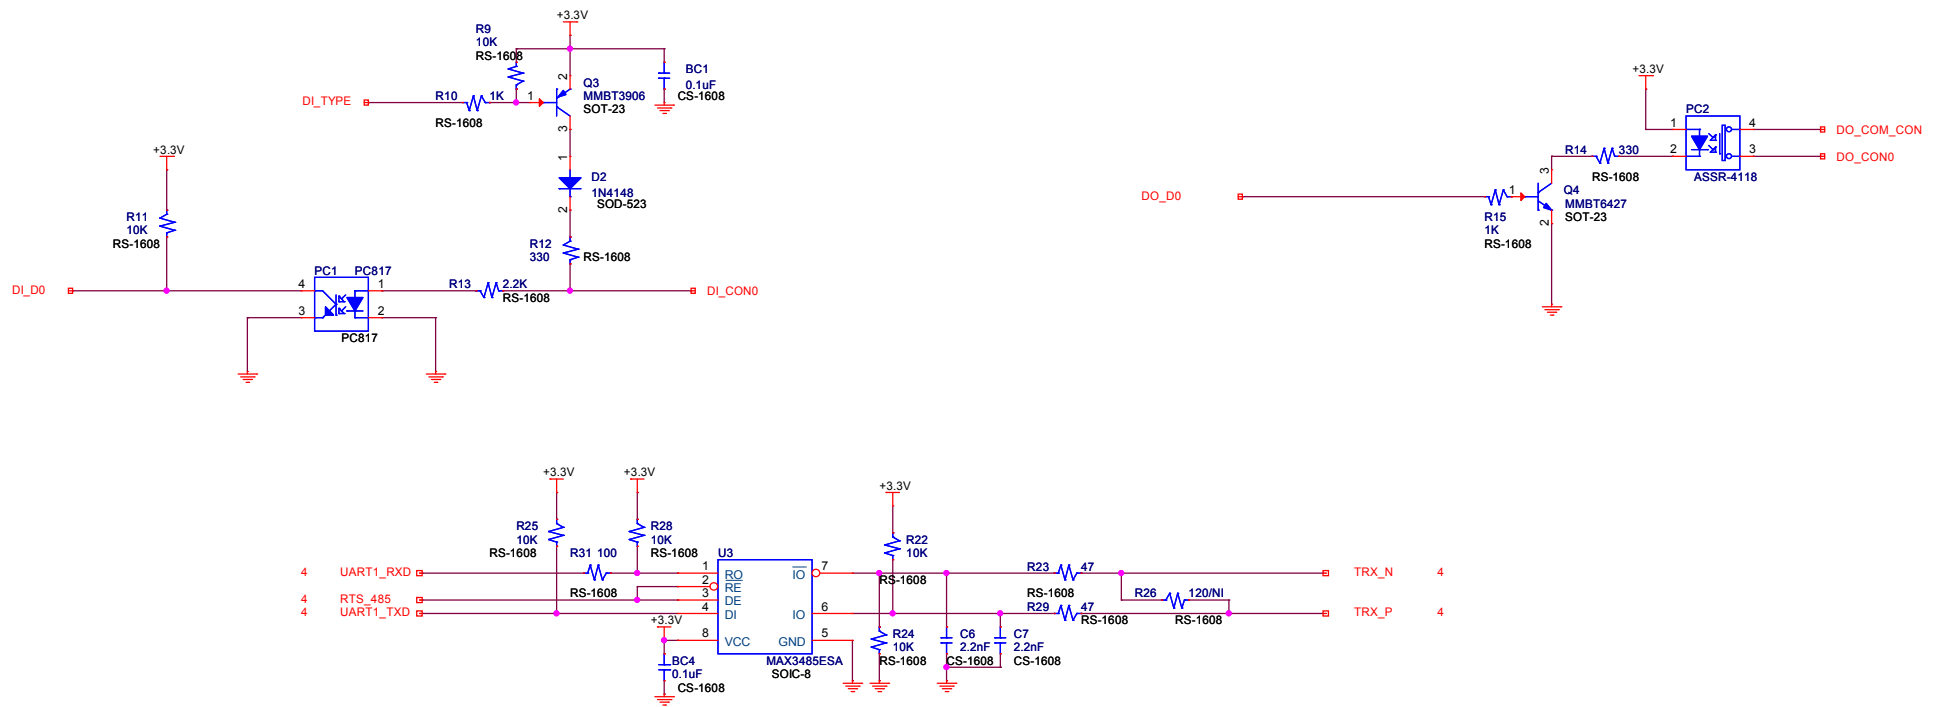 +3.3V
R9
10K
RS-1608
DI_TYPE
R10
1K
RS-1608
1
2
3
Q3
MMBT3906
SOT-23
BC1
0.1uF
CS-1608
1
2
D2
1N4148
SOD-523
R12
330
RS-1608
+3.3V
R11
10K
RS-1608
DI_D0
PC1
PC817
4
3
1
2
PC817
R13
2.2K
RS-1608
DI_CON0
+3.3V
PC2
1
2
4
3
ASSR-4118
DO_COM_CON
DO_CON0
R14
330
RS-1608
DO_D0
R15
1K
RS-1608
1
3
2
Q4
MMBT6427
SOT-23
+3.3V
+3.3V
R25
10K
RS-1608
R28
10K
RS-1608
R31 100
RS-1608
4
UART1_RXD
4
RTS_485
4
UART1_TXD
U3
1
RO
2
RE
3
DE
4
DI
8
VCC
IO
7
IO
6
GND
5
MAX3485ESA
SOIC-8
+3.3V
BC4
0.1uF
CS-1608
+3.3V
R22
10K
RS-1608
R24
10K
RS-1608
C6
2.2nF
CS-1608
C7
2.2nF
CS-1608
R23
47
RS-1608
R29
47
RS-1608
R26
120/NI
RS-1608
TRX_N
4
TRX_P
4